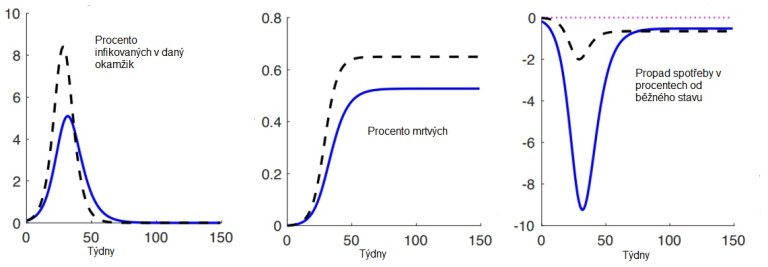 10
8
6
4
2
0
0
50
100
150
Týdny
Procento
infikovaných v daný
okamžik
0.8
0.6
0.4
0.2
0
0
50
100
150
Týdny
Procento mrtvých
0
-2
-4
-6
-8
-10
0
50
100
150
Týdny
Propad spotřeby v
procentech od
běžného stavu